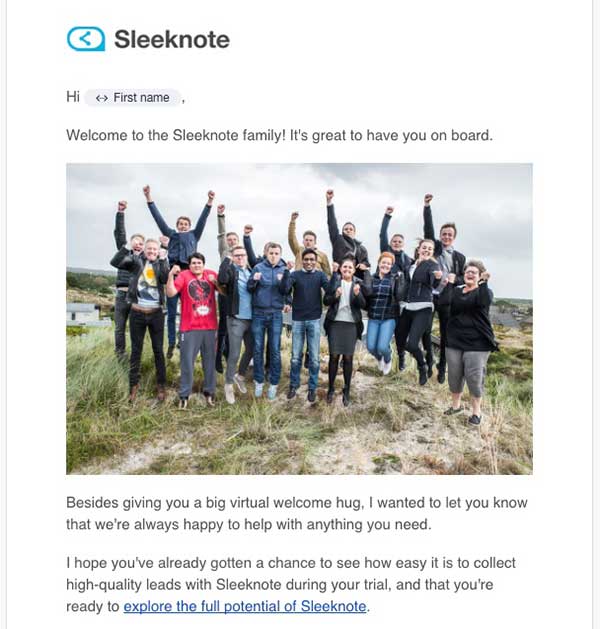 Sleeknote
Hi ↔ First name ,
Welcome to the Sleeknote family! It's great to have you on board.
Besides giving you a big virtual welcome hug, I wanted to let you know
that we're always happy to help with anything you need.
I hope you've already gotten a chance to see how easy it is to collect
high-quality leads with Sleeknote during your trial, and that you're
ready to explore the full potential of Sleeknote.